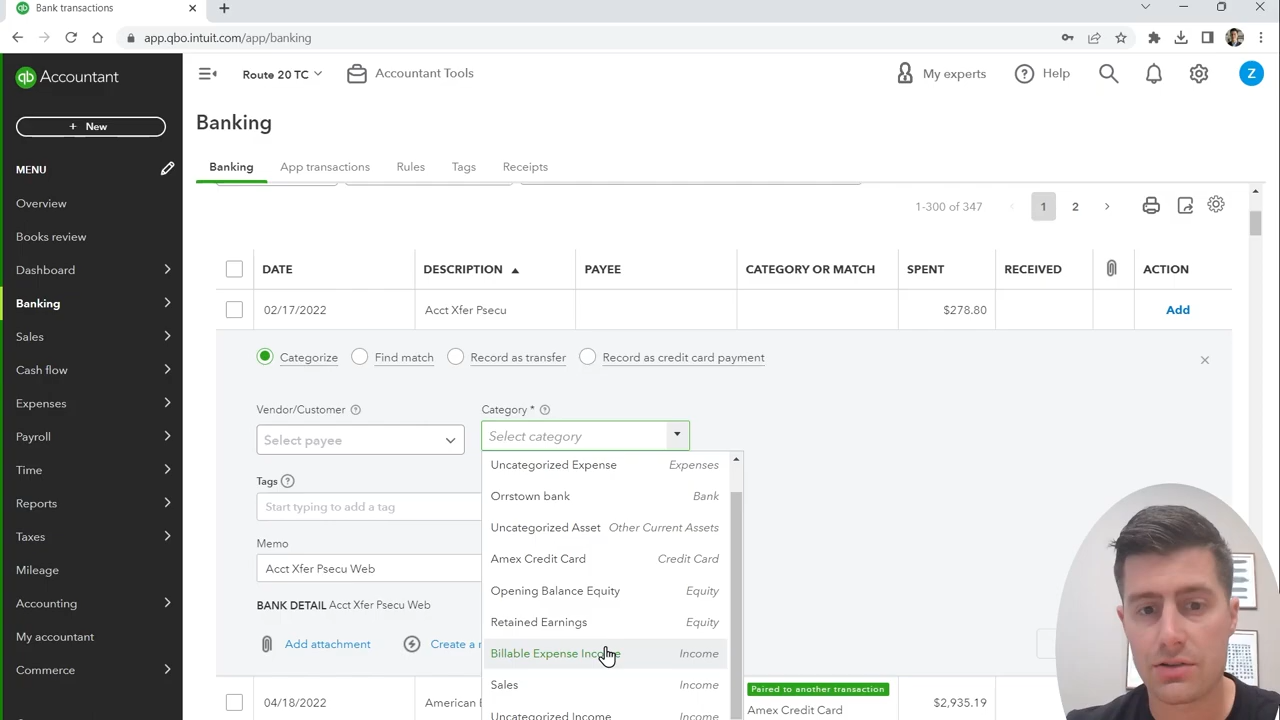 Bank transactions
app.qbo.intuit.com/app/banking
qb Accountant
Route 20 TC
Accountant Tools
My experts
Help
Z
+ New
Banking
MENU
Banking
App transactions
Rules
Tags
Receipts
Overview
1-300 of 347
1
2
Books review
Dashboard
DATE
DESCRIPTION
PAYEE
CATEGORY OR MATCH
SPENT
RECEIVED
ACTION
Banking
02/17/2022
Acct Xfer Psecu
$278.80
Add
Sales
Categorize
Find match
Record as transfer
Record as credit card payment
Cash flow
Expenses
Vendor/Customer
Category *
Payroll
Select payee
Select category
Time
Uncategorized Expense
Expenses
Tags
Reports
Orrstown bank
Bank
Start typing to add a tag
Taxes
Uncategorized Asset
Other Current Assets
Memo
Mileage
Acct Xfer Psecu Web
Amex Credit Card
Credit Card
Accounting
BANK DETAIL Acct Xfer Psecu Web
Opening Balance Equity
Equity
My account
Retained Earnings
Equity
Add attachment
Create a r
Billable Expense Income
Income
Commerce
Sales
Income
04/18/2022
American
Paired to another transaction
Amex Credit Card
$2,935.19
Uncategorized Income
Income